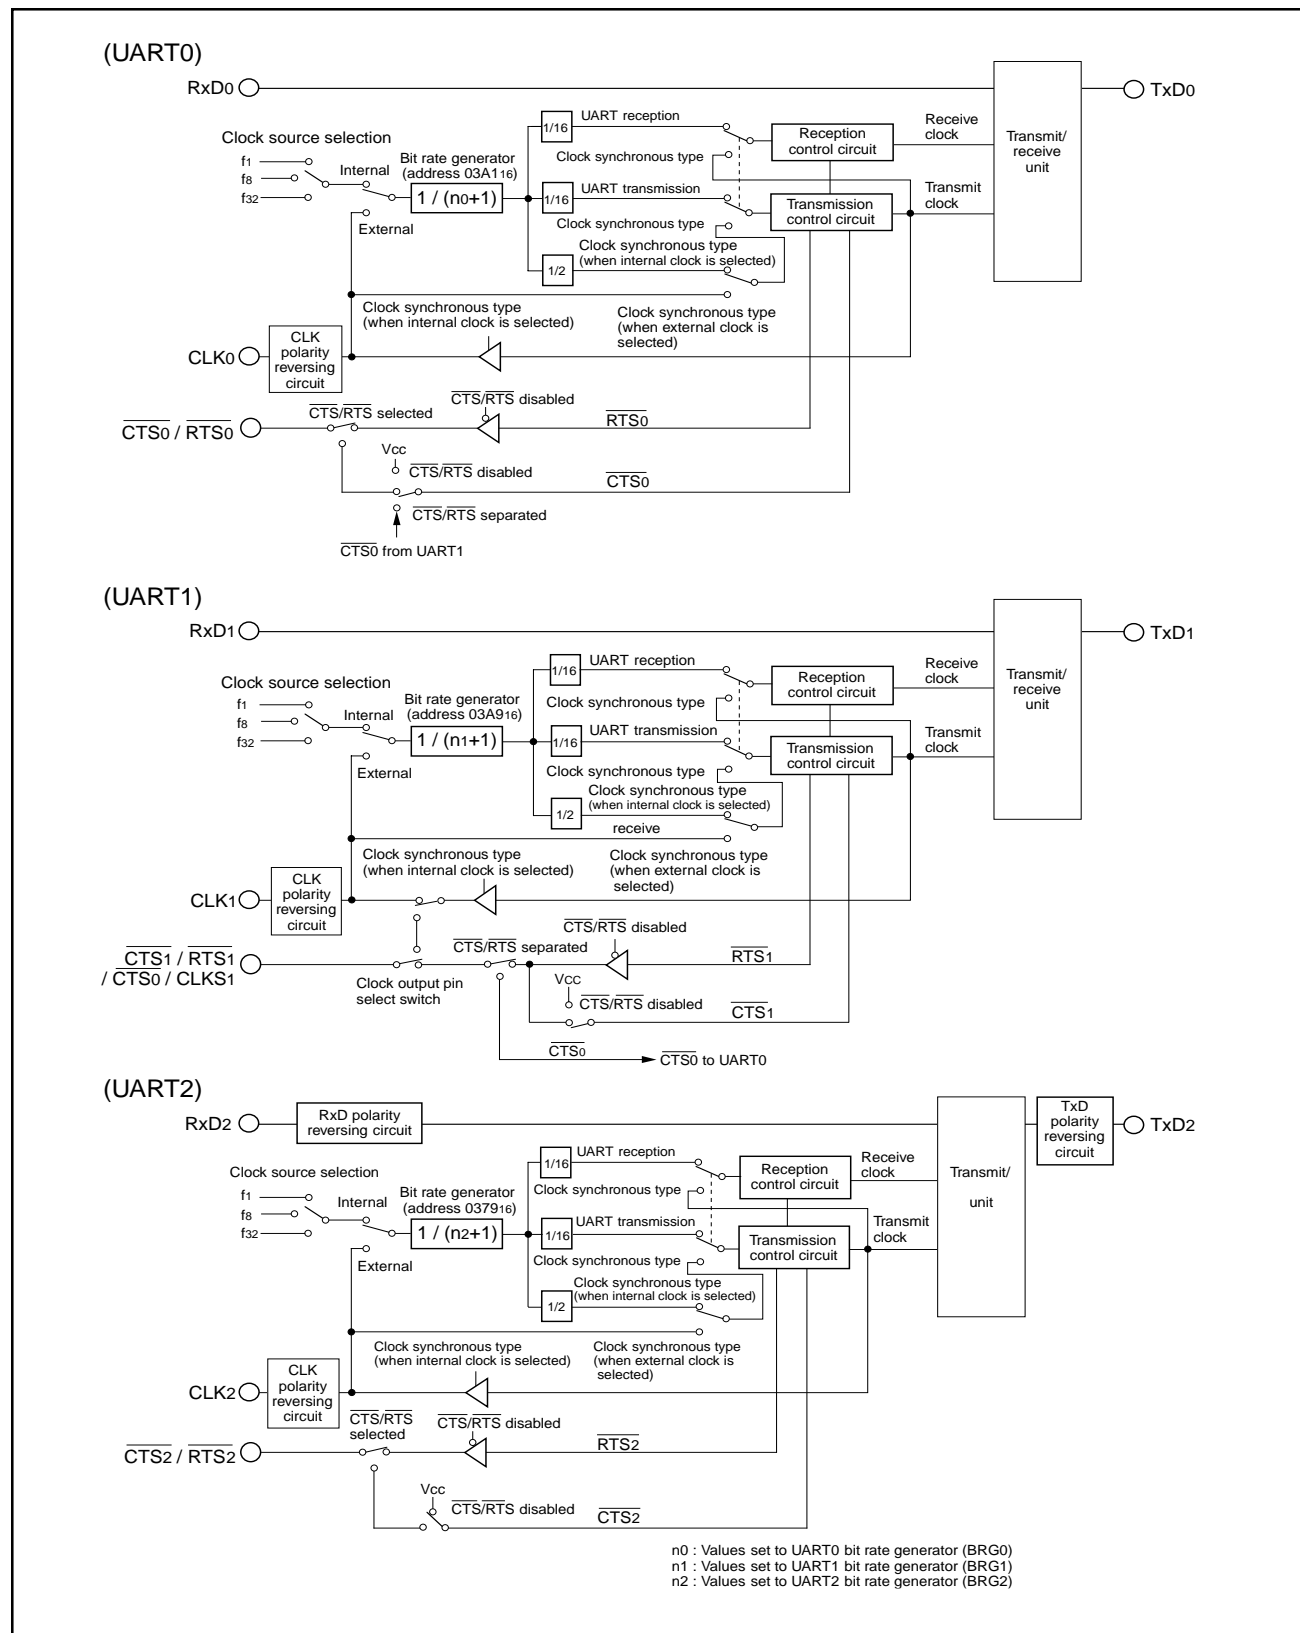 (UART0)
RxD0
TxD0
Clock source selection
f1
f8
f32
Internal
External
Bit rate generator
(address 03A116)
1 / (n0+1)
1/16
UART reception
Clock synchronous type
1/16
UART transmission
Clock synchronous type
Clock synchronous type
(when internal clock is selected)
1/2
Reception
control circuit
Transmission
control circuit
Receive
clock
Transmit
clock
Transmit/
receive
unit
Clock synchronous type
(when internal clock is selected)
Clock synchronous type
(when external clock is
selected)
CLK0
CLK
polarity
reversing
circuit
CTS/RTS disabled
CTS/RTS selected
RTS0
CTS0 / RTS0
Vcc
CTS/RTS disabled
CTS0
CTS/RTS separated
CTS0 from UART1
(UART1)
RxD1
TxD1
Clock source selection
f1
f8
f32
Internal
External
Bit rate generator
(address 03A916)
1 / (n1+1)
1/16
UART reception
Clock synchronous type
1/16
UART transmission
Clock synchronous type
Clock synchronous type
(when internal clock is selected)
1/2
receive
Reception
control circuit
Transmission
control circuit
Receive
clock
Transmit
clock
Transmit/
receive
unit
Clock synchronous type
(when internal clock is selected)
Clock synchronous type
(when external clock is
selected)
CLK1
CLK
polarity
reversing
circuit
CTS/RTS disabled
CTS/RTS separated
RTS1
CTS1 / RTS1
/ CTS0 / CLKS1
Clock output pin
select switch
VCC
CTS/RTS disabled
CTS1
CTS0
CTS0 to UART0
(UART2)
RxD2
RxD polarity
reversing circuit
TxD
polarity
reversing
circuit
TxD2
Clock source selection
f1
f8
f32
Internal
External
Bit rate generator
(address 037916)
1 / (n2+1)
1/16
UART reception
Clock synchronous type
1/16
UART transmission
Clock synchronous type
Clock synchronous type
(when internal clock is selected)
1/2
Reception
control circuit
Transmission
control circuit
Receive
clock
Transmit
clock
Transmit/
unit
Clock synchronous type
(when internal clock is selected)
Clock synchronous type
(when external clock is
selected)
CLK2
CLK
polarity
reversing
circuit
CTS/RTS
selected
CTS/RTS disabled
RTS2
CTS2 / RTS2
Vcc
CTS/RTS disabled
CTS2
n0 : Values set to UART0 bit rate generator (BRG0)
n1 : Values set to UART1 bit rate generator (BRG1)
n2 : Values set to UART2 bit rate generator (BRG2)